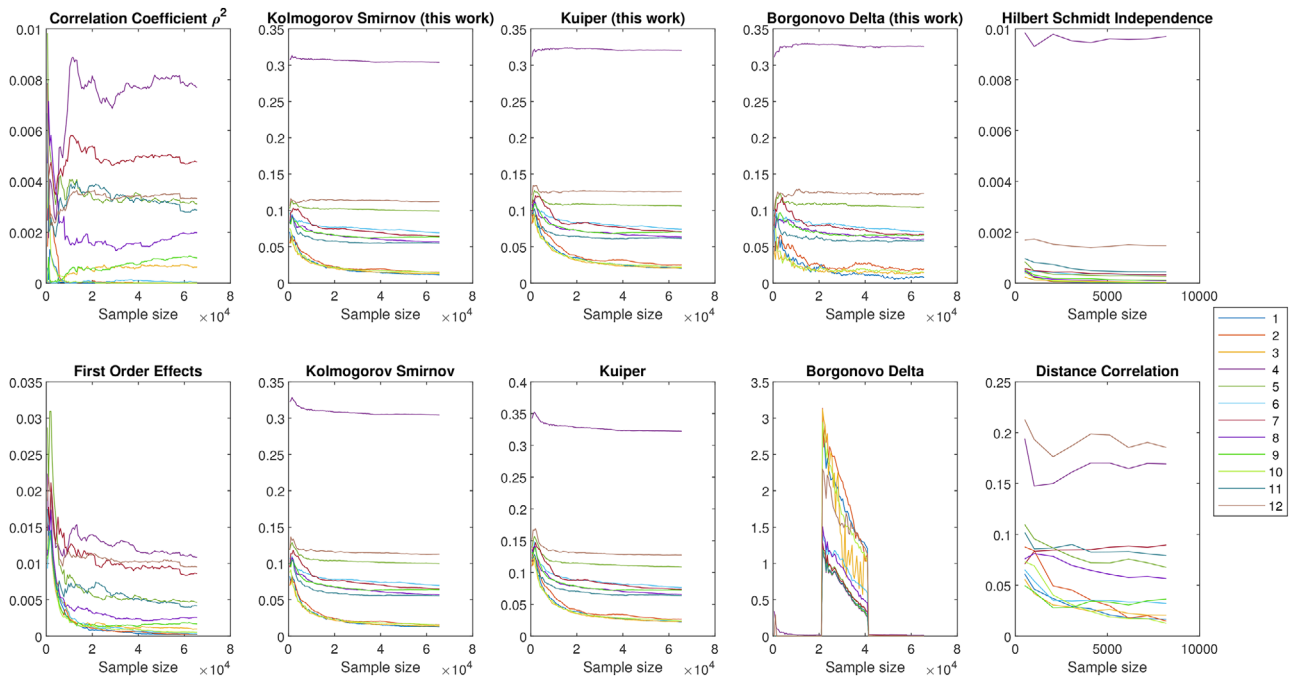 Correlation Coefficient ρ²
0.01
0.008
0.006
0.004
0.002
0
0 2 4 6 8
Sample size ×10⁴
Kolmogorov Smirnov (this work)
0.35
0.3
0.25
0.2
0.15
0.1
0.05
0
0 2 4 6 8
Sample size ×10⁴
Kuiper (this work)
0.35
0.3
0.25
0.2
0.15
0.1
0.05
0
0 2 4 6 8
Sample size ×10⁴
Borgonovo Delta (this work)
0.35
0.3
0.25
0.2
0.15
0.1
0.05
0
0 2 4 6 8
Sample size ×10⁴
Hilbert Schmidt Independence
0.01
0.008
0.006
0.004
0.002
0
0 5000 10000
Sample size
First Order Effects
0.035
0.03
0.025
0.02
0.015
0.01
0.005
0
0 2 4 6 8
Sample size ×10⁴
Kolmogorov Smirnov
0.35
0.3
0.25
0.2
0.15
0.1
0.05
0
0 2 4 6 8
Sample size ×10⁴
Kuiper
0.4
0.35
0.3
0.25
0.2
0.15
0.1
0.05
0
0 2 4 6 8
Sample size ×10⁴
Borgonovo Delta
3.5
3
2.5
2
1.5
1
0.5
0
0 2 4 6 8
Sample size ×10⁴
Distance Correlation
0.25
0.2
0.15
0.1
0.05
0
0 5000 10000
Sample size
1
2
3
4
5
6
7
8
9
10
11
12